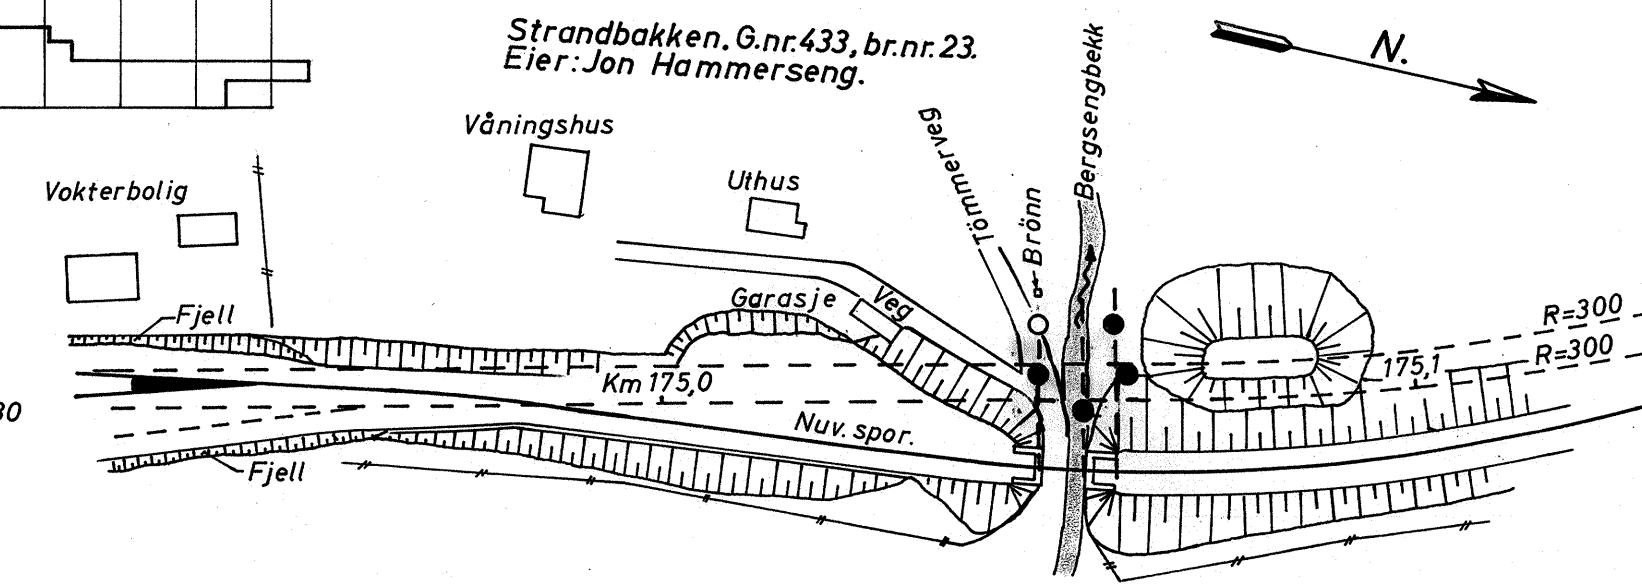 Strandbakken. G.nr. 433, br.nr. 23.
Eier: Jon Hammerseng.
N.
Våningshus
Uthus
Vokterbolig
Tömmerveg
Brönn
Bergsengbekk
Fjell
Garasje
Veg
R=300
R=300
Km 175,0
175,1
Nuv. spor.
Fjell